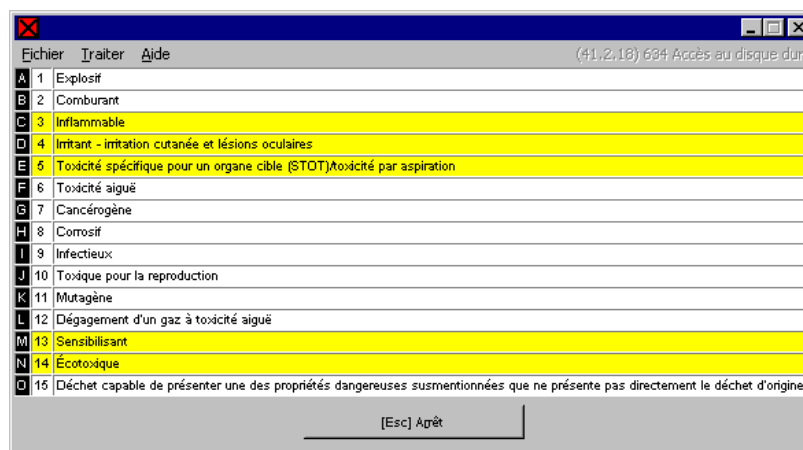 Fichier Traiter Aide (41.2.18) 634 Accès au disque dur
A 1 Explosif
B 2 Comburant
C 3 Inflammable
D 4 Irritant - irritation cutanée et lésions oculaires
E 5 Toxicité spécifique pour un organe cible (STOT)/toxicité par aspiration
F 6 Toxicité aiguë
G 7 Cancérogène
H 8 Corrosif
I 9 Infectieux
J 10 Toxique pour la reproduction
K 11 Mutagène
L 12 Dégagement d'un gaz à toxicité aiguë
M 13 Sensibilisant
N 14 Écotoxique
O 15 Déchet capable de présenter une des propriétés dangereuses susmentionnées que ne présente pas directement le déchet d'origine
[Esc] Arrêt